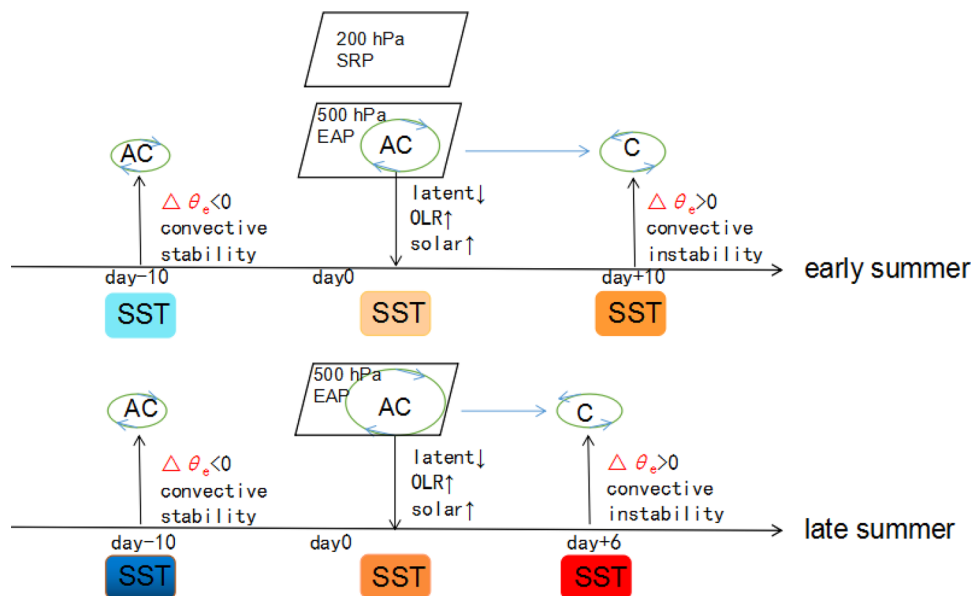 200 hPa
SRP
500 hPa
EAP
AC
AC
C
△θe<0
convective
stability
latent↓
OLR↑
solar↑
△θe>0
convective
instability
day-10
day0
day+10
early summer
SST
SST
SST
500 hPa
EAP
AC
AC
C
△θe<0
convective
stability
latent↓
OLR↑
solar↑
△θe>0
convective
instability
day-10
day0
day+6
late summer
SST
SST
SST